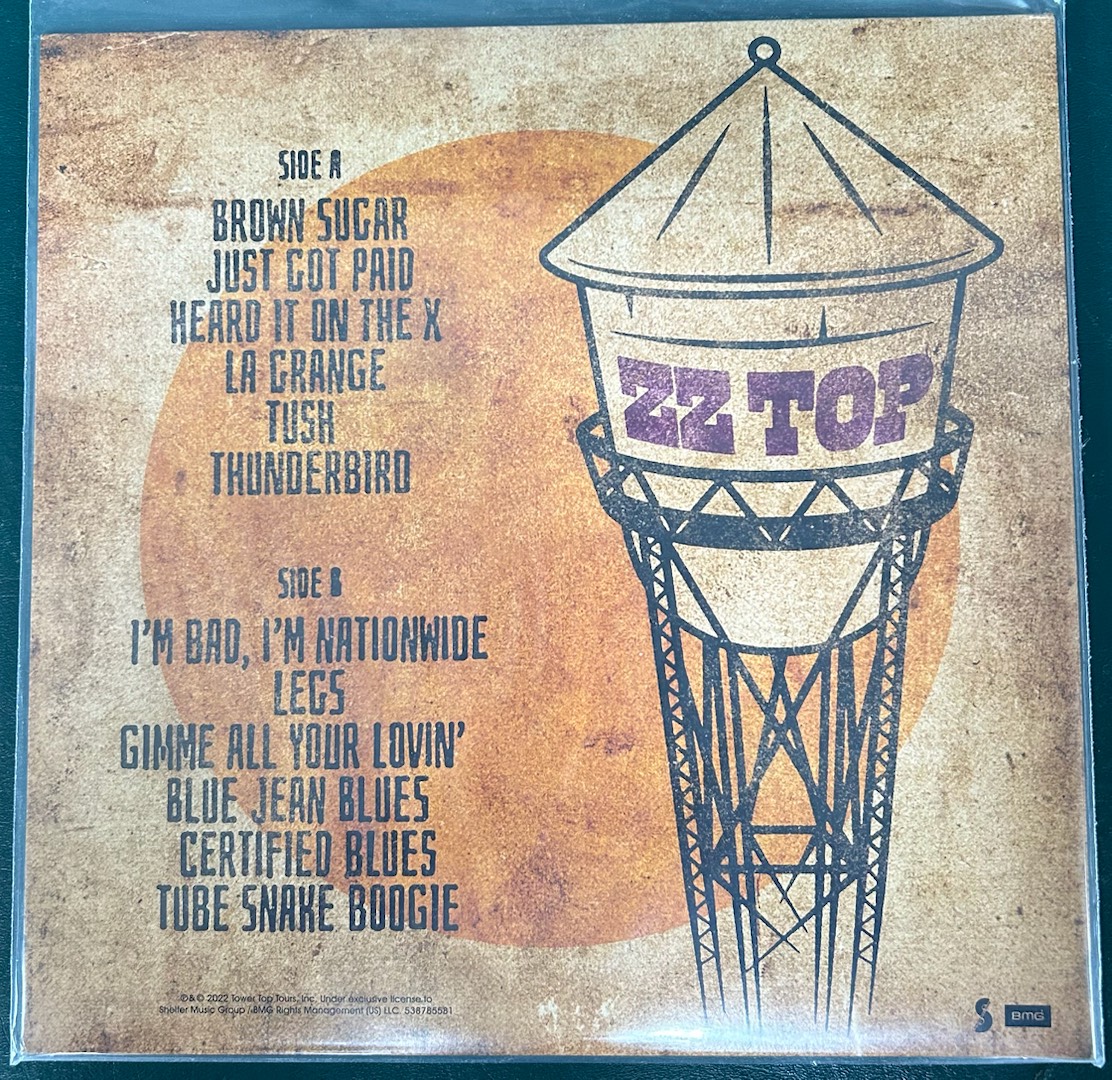 SIDE A
BROWN SUGAR
JUST GOT PAID
HEARD IT ON THE X
LA GRANGE
TUSH
THUNDERBIRD
SIDE B
I'M BAD, I'M NATIONWIDE
LEGS
GIMME ALL YOUR LOVIN'
BLUE JEAN BLUES
CERTIFIED BLUES
TUBE SNAKE BOOGIE
ZZ TOP
℗ & © 2022 Tower Top Tours, Inc. Under exclusive license to
Shelter Music Group / BMG Rights Management (US) LLC. 538785581
S
BMG